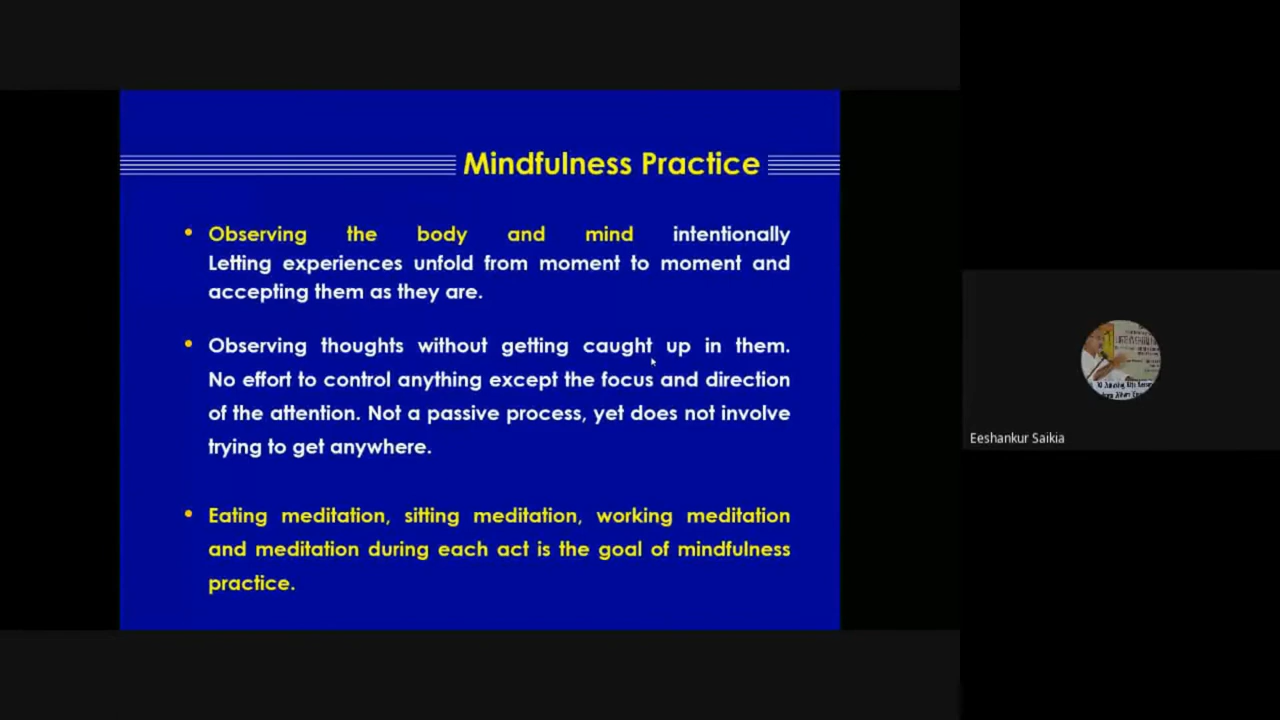 Mindfulness Practice
• Observing the body and mind intentionally
Letting experiences unfold from moment to moment and
accepting them as they are.
• Observing thoughts without getting caught up in them.
No effort to control anything except the focus and direction
of the attention. Not a passive process, yet does not involve
trying to get anywhere.
• Eating meditation, sitting meditation, working meditation
and meditation during each act is the goal of mindfulness
practice.
Eeshankur Saikia